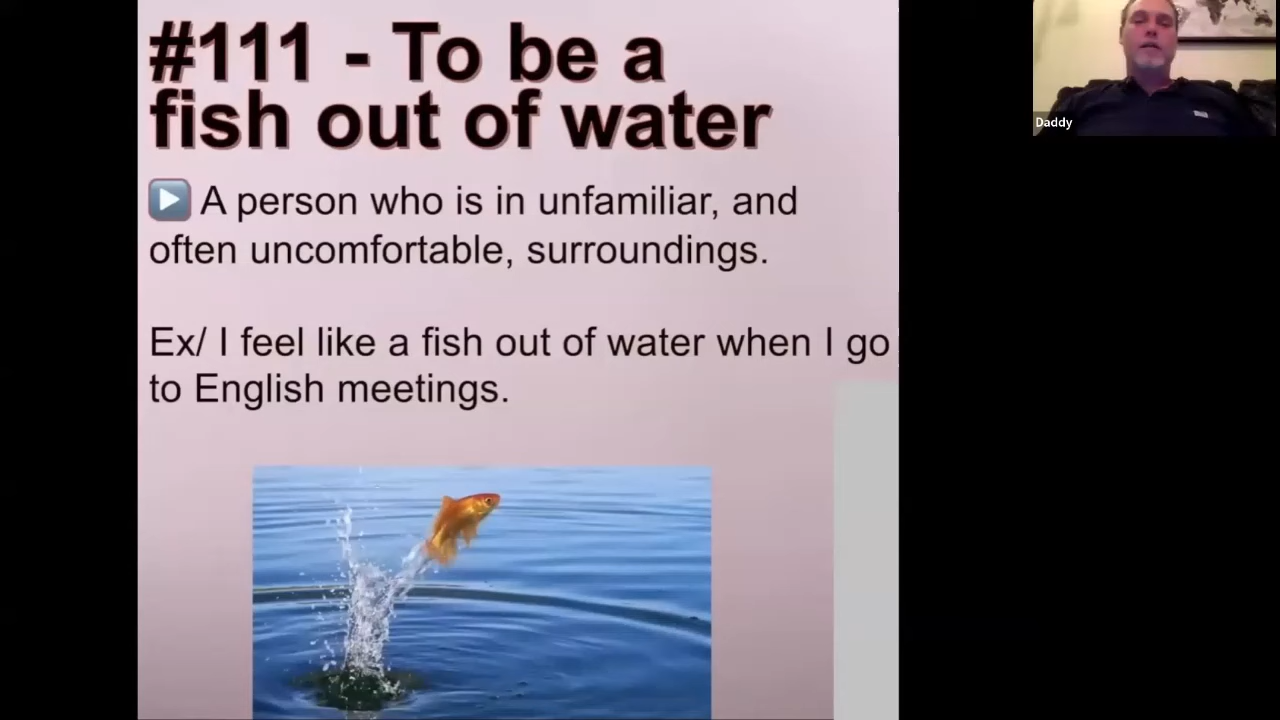 #111 - To be a
fish out of water
A person who is in unfamiliar, and
often uncomfortable, surroundings.
Ex/ I feel like a fish out of water when I go
to English meetings.
Daddy